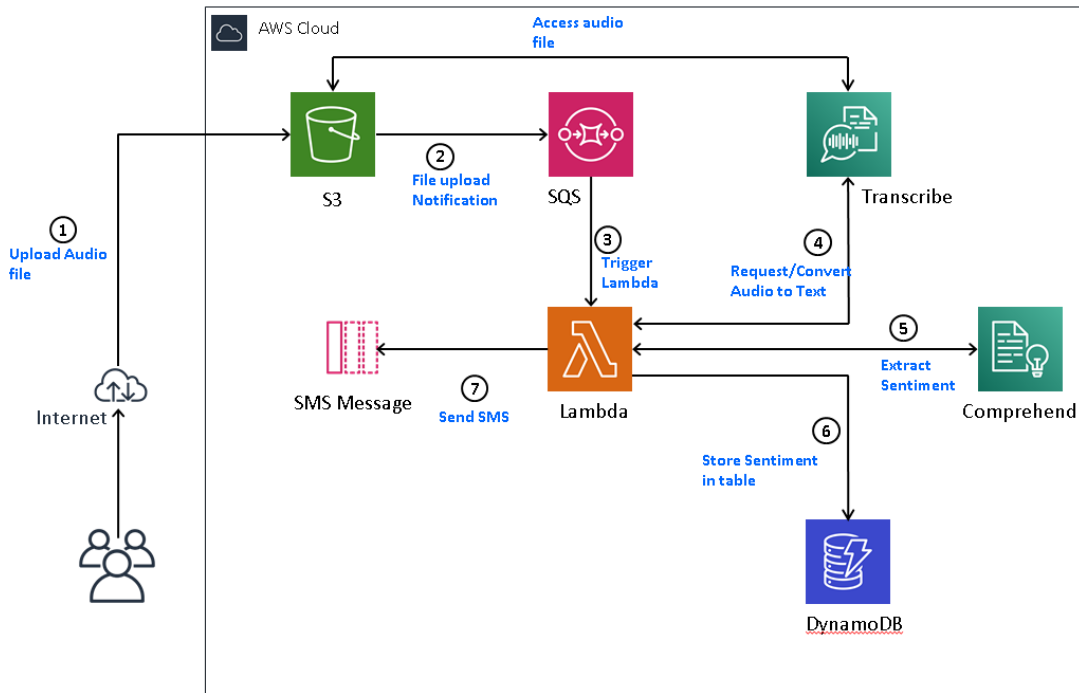 AWS Cloud
Access audio
file
S3
2
File upload
Notification
SQS
Transcribe
1
Upload Audio
file
3
Trigger
Lambda
4
Request/Convert
Audio to Text
5
Extract
Sentiment
Comprehend
SMS Message
7
Send SMS
Lambda
6
Store Sentiment
in table
Internet
DynamoDB